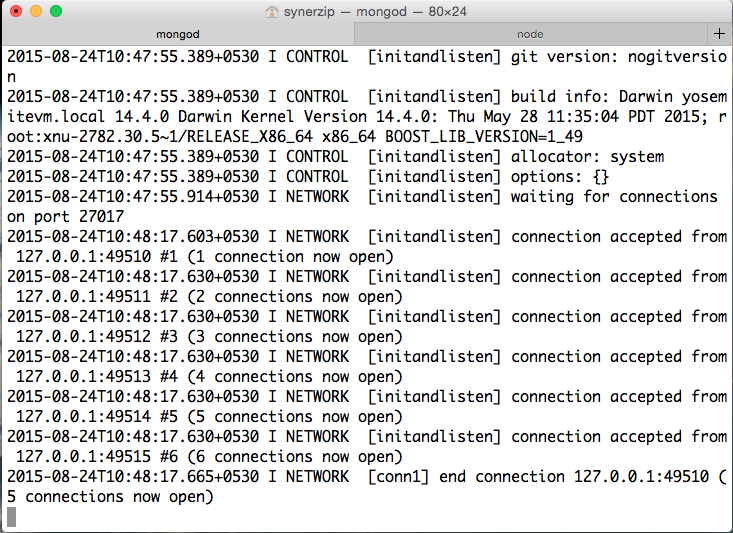 synerzip — mongod — 80×24
mongod
node
+
2015-08-24T10:47:55.389+0530 I CONTROL  [initandlisten] git version: nogitversio
n
2015-08-24T10:47:55.389+0530 I CONTROL  [initandlisten] build info: Darwin yosem
itevm.local 14.4.0 Darwin Kernel Version 14.4.0: Thu May 28 11:35:04 PDT 2015; r
oot:xnu-2782.30.5~1/RELEASE_X86_64 x86_64 BOOST_LIB_VERSION=1_49
2015-08-24T10:47:55.389+0530 I CONTROL  [initandlisten] allocator: system
2015-08-24T10:47:55.389+0530 I CONTROL  [initandlisten] options: {}
2015-08-24T10:47:55.914+0530 I NETWORK  [initandlisten] waiting for connections
on port 27017
2015-08-24T10:48:17.603+0530 I NETWORK  [initandlisten] connection accepted from
 127.0.0.1:49510 #1 (1 connection now open)
2015-08-24T10:48:17.630+0530 I NETWORK  [initandlisten] connection accepted from
 127.0.0.1:49511 #2 (2 connections now open)
2015-08-24T10:48:17.630+0530 I NETWORK  [initandlisten] connection accepted from
 127.0.0.1:49512 #3 (3 connections now open)
2015-08-24T10:48:17.630+0530 I NETWORK  [initandlisten] connection accepted from
 127.0.0.1:49513 #4 (4 connections now open)
2015-08-24T10:48:17.630+0530 I NETWORK  [initandlisten] connection accepted from
 127.0.0.1:49514 #5 (5 connections now open)
2015-08-24T10:48:17.630+0530 I NETWORK  [initandlisten] connection accepted from
 127.0.0.1:49515 #6 (6 connections now open)
2015-08-24T10:48:17.665+0530 I NETWORK  [conn1] end connection 127.0.0.1:49510 (
5 connections now open)